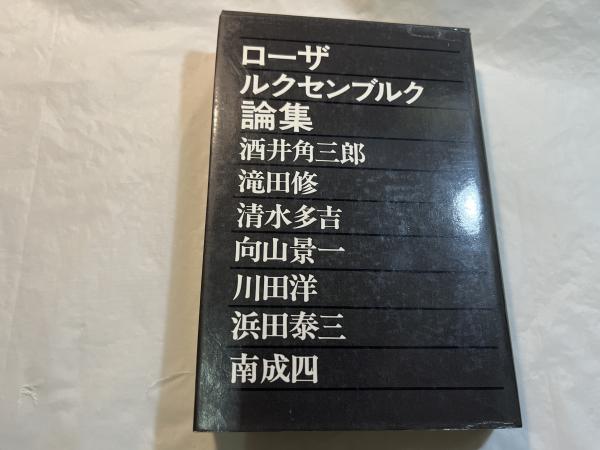 ローザ
ルクセンブルク
論集
酒井角三郎
滝田修
清水多吉
向山景一
川田洋
浜田泰三
南成四